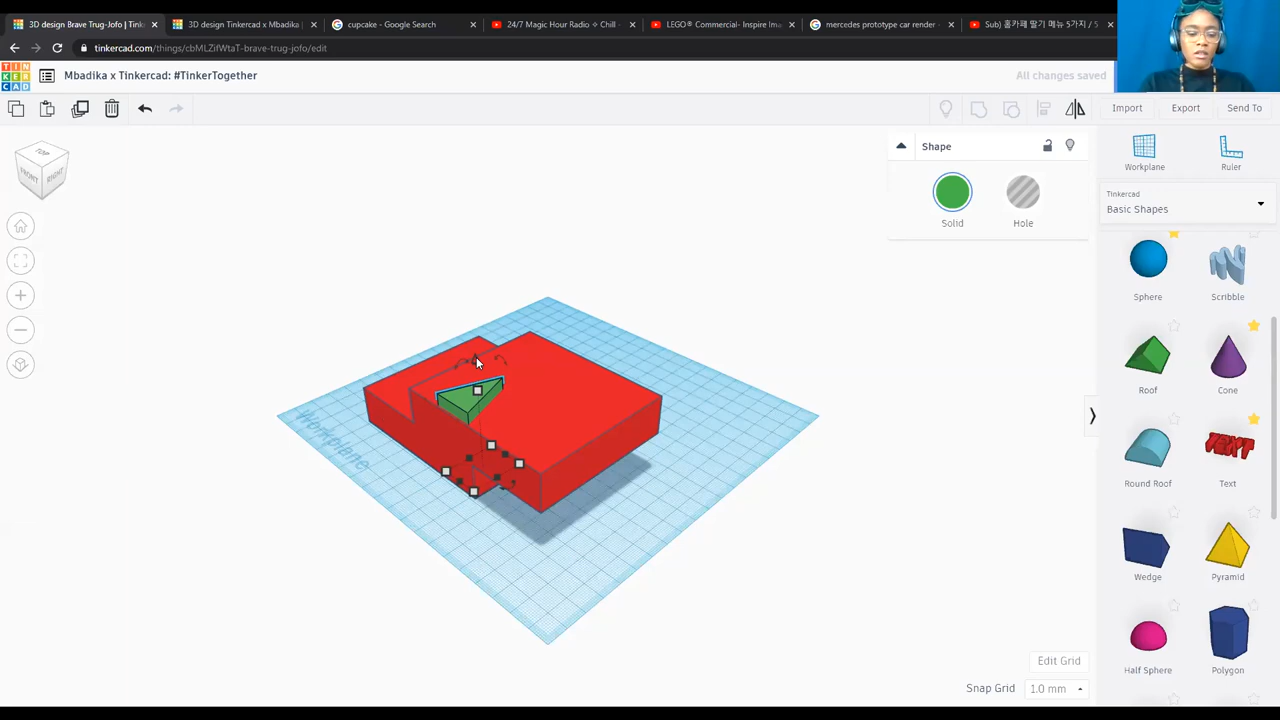 3D design Brave Trug-Jofo | Tink
3D design Tinkercad x Mbadika |
cupcake - Google Search
24/7 Magic Hour Radio ✧ Chill -
LEGO® Commercial- Inspire Ima
mercedes prototype car render -
Sub) 홈카페 딸기 메뉴 5가지 / 5
tinkercad.com/things/cbMLZifWtaT-brave-trug-jofo/edit
TIN
KER
CAD
Mbadika x Tinkercad: #TinkerTogether
All changes saved
Import
Export
Send To
TOP
FRONT
RIGHT
Shape
Solid
Hole
Workplane
Ruler
Tinkercad
Basic Shapes
Sphere
Scribble
Roof
Cone
TEXT
Round Roof
Text
Wedge
Pyramid
Half Sphere
Polygon
Workplane
Edit Grid
Snap Grid
1.0 mm